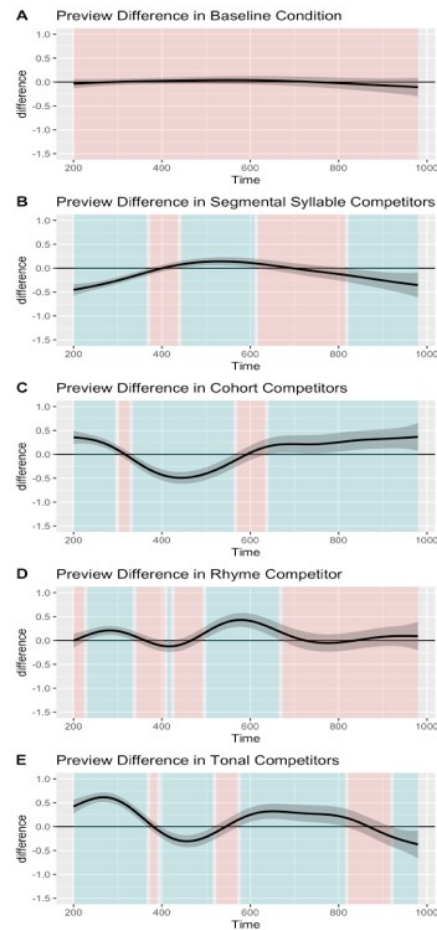 A Preview Difference in Baseline Condition
1.0
0.5
0.0
-0.5
-1.0
-1.5
difference
200 400 600 800 1000
Time
B Preview Difference in Segmental Syllable Competitors
1.0
0.5
0.0
-0.5
-1.0
-1.5
difference
200 400 600 800 1000
Time
C Preview Difference in Cohort Competitors
1.0
0.5
0.0
-0.5
-1.0
-1.5
difference
200 400 600 800 1000
Time
D Preview Difference in Rhyme Competitor
1.0
0.5
0.0
-0.5
-1.0
-1.5
difference
200 400 600 800 1000
Time
E Preview Difference in Tonal Competitors
1.0
0.5
0.0
-0.5
-1.0
-1.5
difference
200 400 600 800 1000
Time